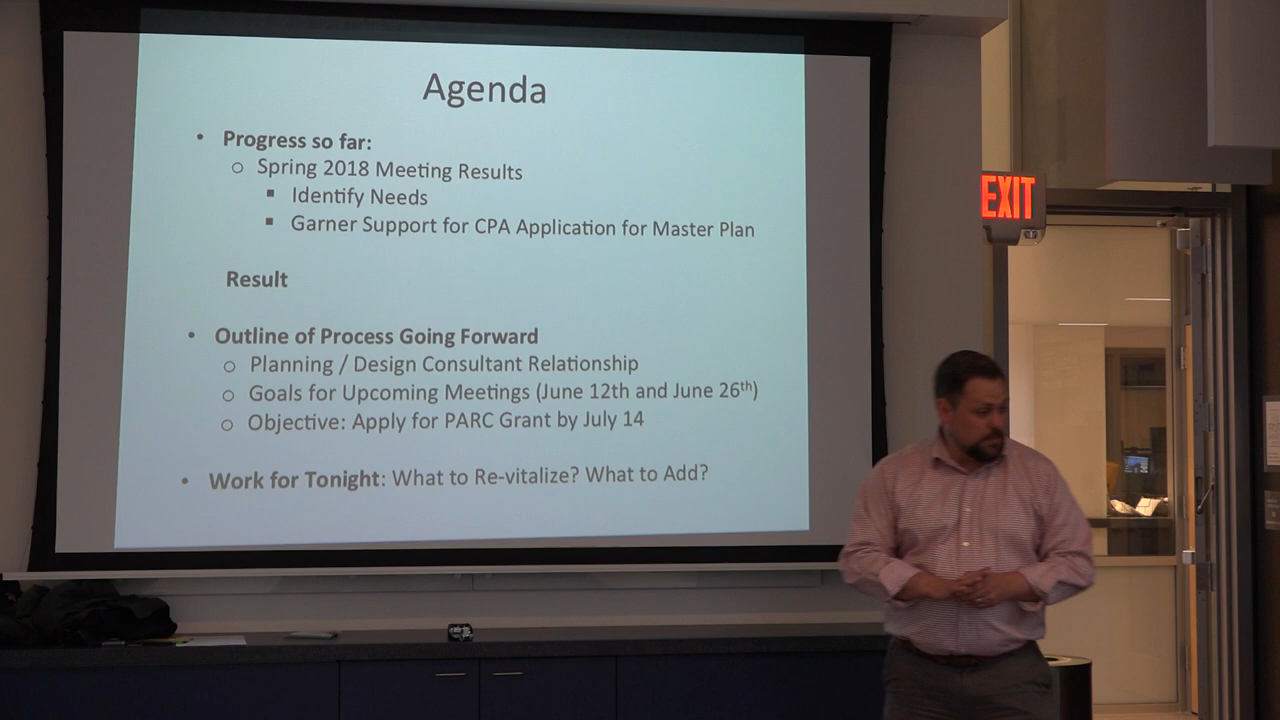 Agenda
• Progress so far:
○ Spring 2018 Meeting Results
▪ Identify Needs
▪ Garner Support for CPA Application for Master Plan
Result
• Outline of Process Going Forward
○ Planning / Design Consultant Relationship
○ Goals for Upcoming Meetings (June 12th and June 26th)
○ Objective: Apply for PARC Grant by July 14
• Work for Tonight: What to Re-vitalize? What to Add?
EXIT